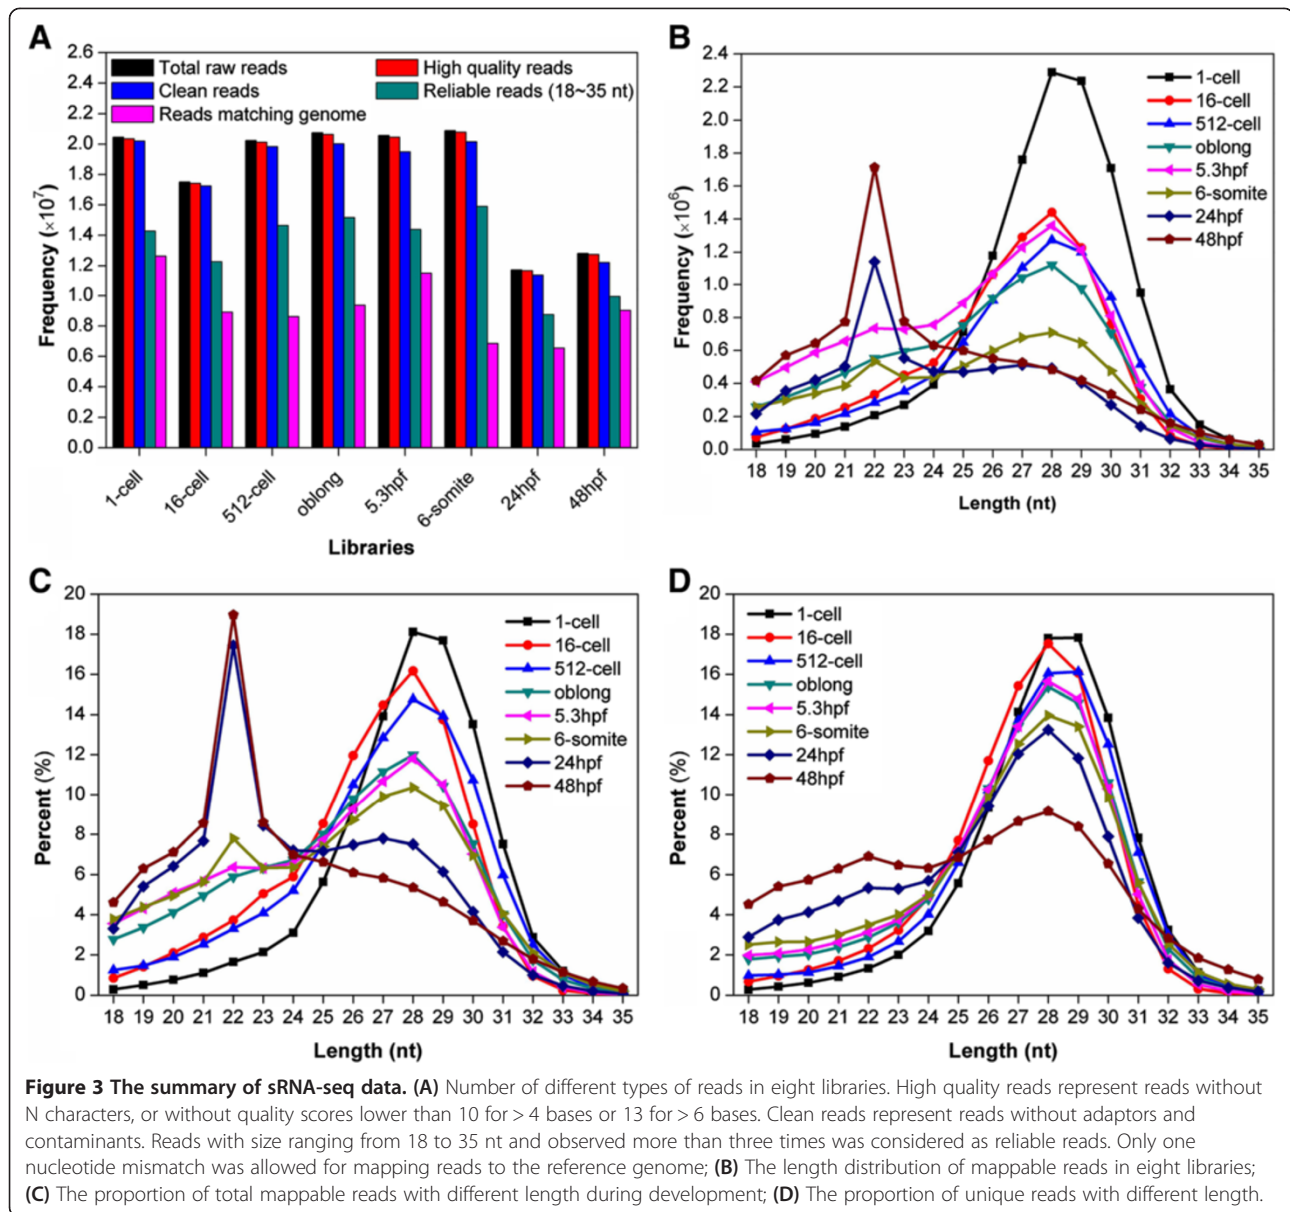 A
2.6
2.4
2.2
2.0
1.8
1.6
1.4
1.2
1.0
0.8
0.6
0.4
0.2
0.0
Frequency (×10⁷)
Total raw reads
High quality reads
Clean reads
Reliable reads (18~35 nt)
Reads matching genome
1-cell
16-cell
512-cell
oblong
5.3hpf
6-somite
24hpf
48hpf
Libraries
B
2.4
2.2
2.0
1.8
1.6
1.4
1.2
1.0
0.8
0.6
0.4
0.2
0.0
Frequency (×10⁶)
1-cell
16-cell
512-cell
oblong
5.3hpf
6-somite
24hpf
48hpf
18 19 20 21 22 23 24 25 26 27 28 29 30 31 32 33 34 35
Length (nt)
C
20
18
16
14
12
10
8
6
4
2
0
Percent (%)
1-cell
16-cell
512-cell
oblong
5.3hpf
6-somite
24hpf
48hpf
18 19 20 21 22 23 24 25 26 27 28 29 30 31 32 33 34 35
Length (nt)
D
20
18
16
14
12
10
8
6
4
2
0
Percent (%)
1-cell
16-cell
512-cell
oblong
5.3hpf
6-somite
24hpf
48hpf
18 19 20 21 22 23 24 25 26 27 28 29 30 31 32 33 34 35
Length (nt)
Figure 3 The summary of sRNA-seq data. (A) Number of different types of reads in eight libraries. High quality reads represent reads without
N characters, or without quality scores lower than 10 for > 4 bases or 13 for > 6 bases. Clean reads represent reads without adaptors and
contaminants. Reads with size ranging from 18 to 35 nt and observed more than three times was considered as reliable reads. Only one
nucleotide mismatch was allowed for mapping reads to the reference genome; (B) The length distribution of mappable reads in eight libraries;
(C) The proportion of total mappable reads with different length during development; (D) The proportion of unique reads with different length.